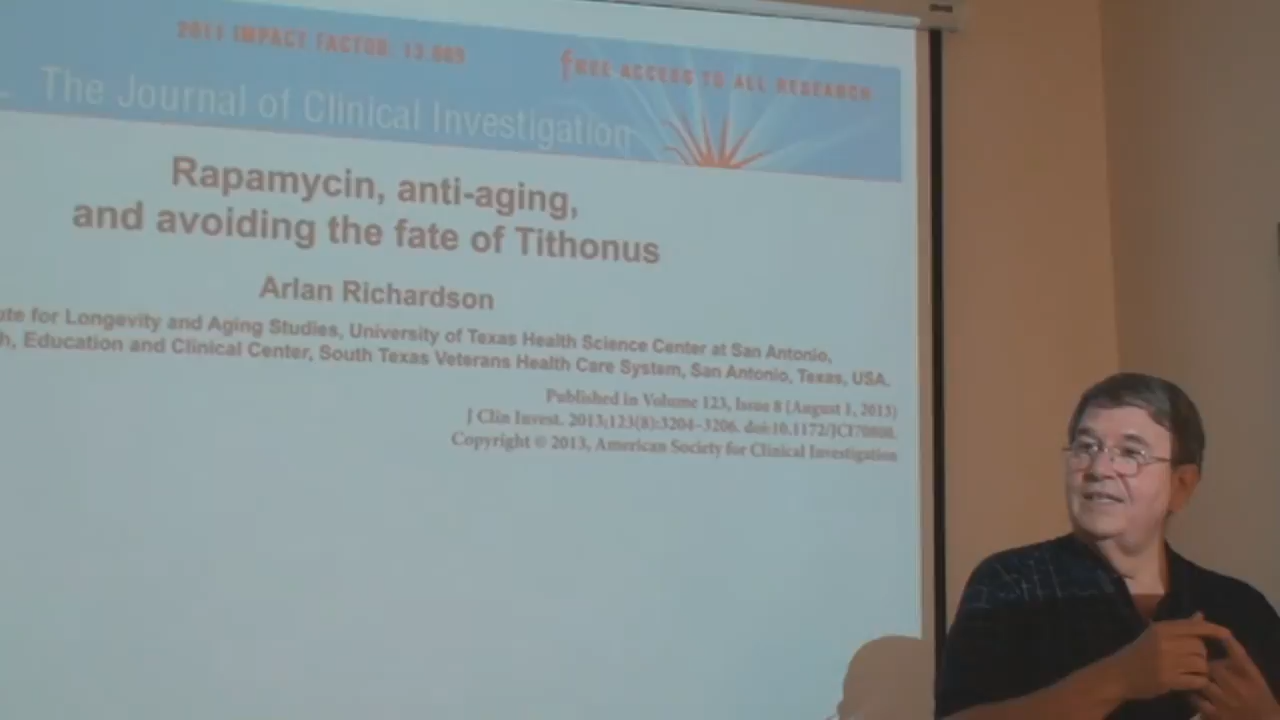 2011 IMPACT FACTOR: 13.069
FREE ACCESS TO ALL RESEARCH
The Journal of Clinical Investigation
Rapamycin, anti-aging,
and avoiding the fate of Tithonus
Arlan Richardson
for Longevity and Aging Studies, University of Texas Health Science Center at San Antonio,
Education and Clinical Center, South Texas Veterans Health Care System, San Antonio, Texas, USA.
Published in Volume 123, Issue 8 (August 1, 2013)
J Clin Invest. 2013;123(8):3204–3206.
Copyright © 2013, American Society for Clinical Investigation